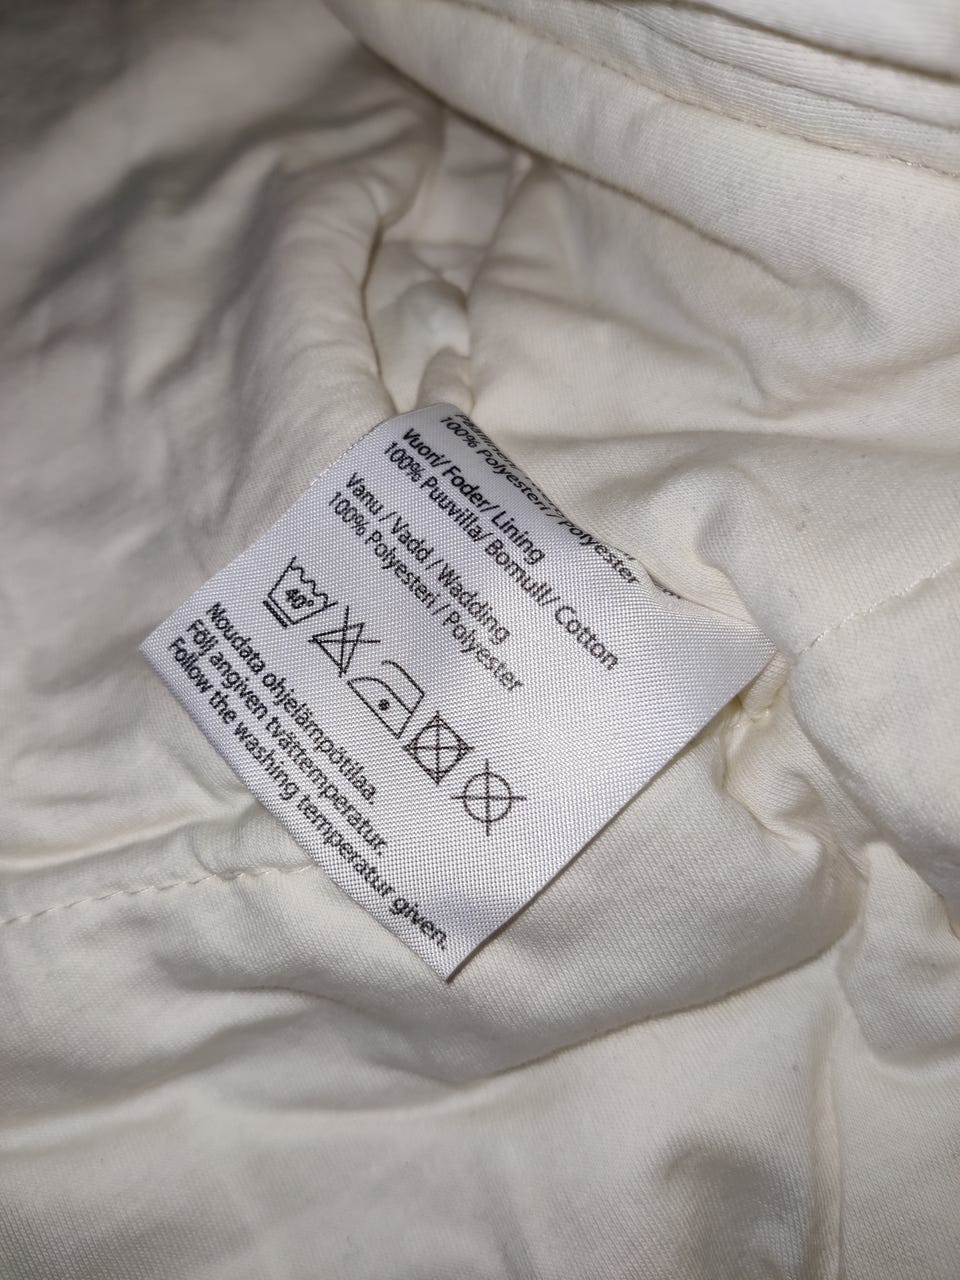 100% Polyesteri / Polyester
Vuori/ Foder/ Lining
100% Puuvilla/ Bomull/ Cotton
Vanu / Vadd / Wadding
100% Polyesteri / Polyester
40°
Noudata ohjelämpötilaa.
Följ angiven tvättemperatur.
Follow the washing temperatur given.